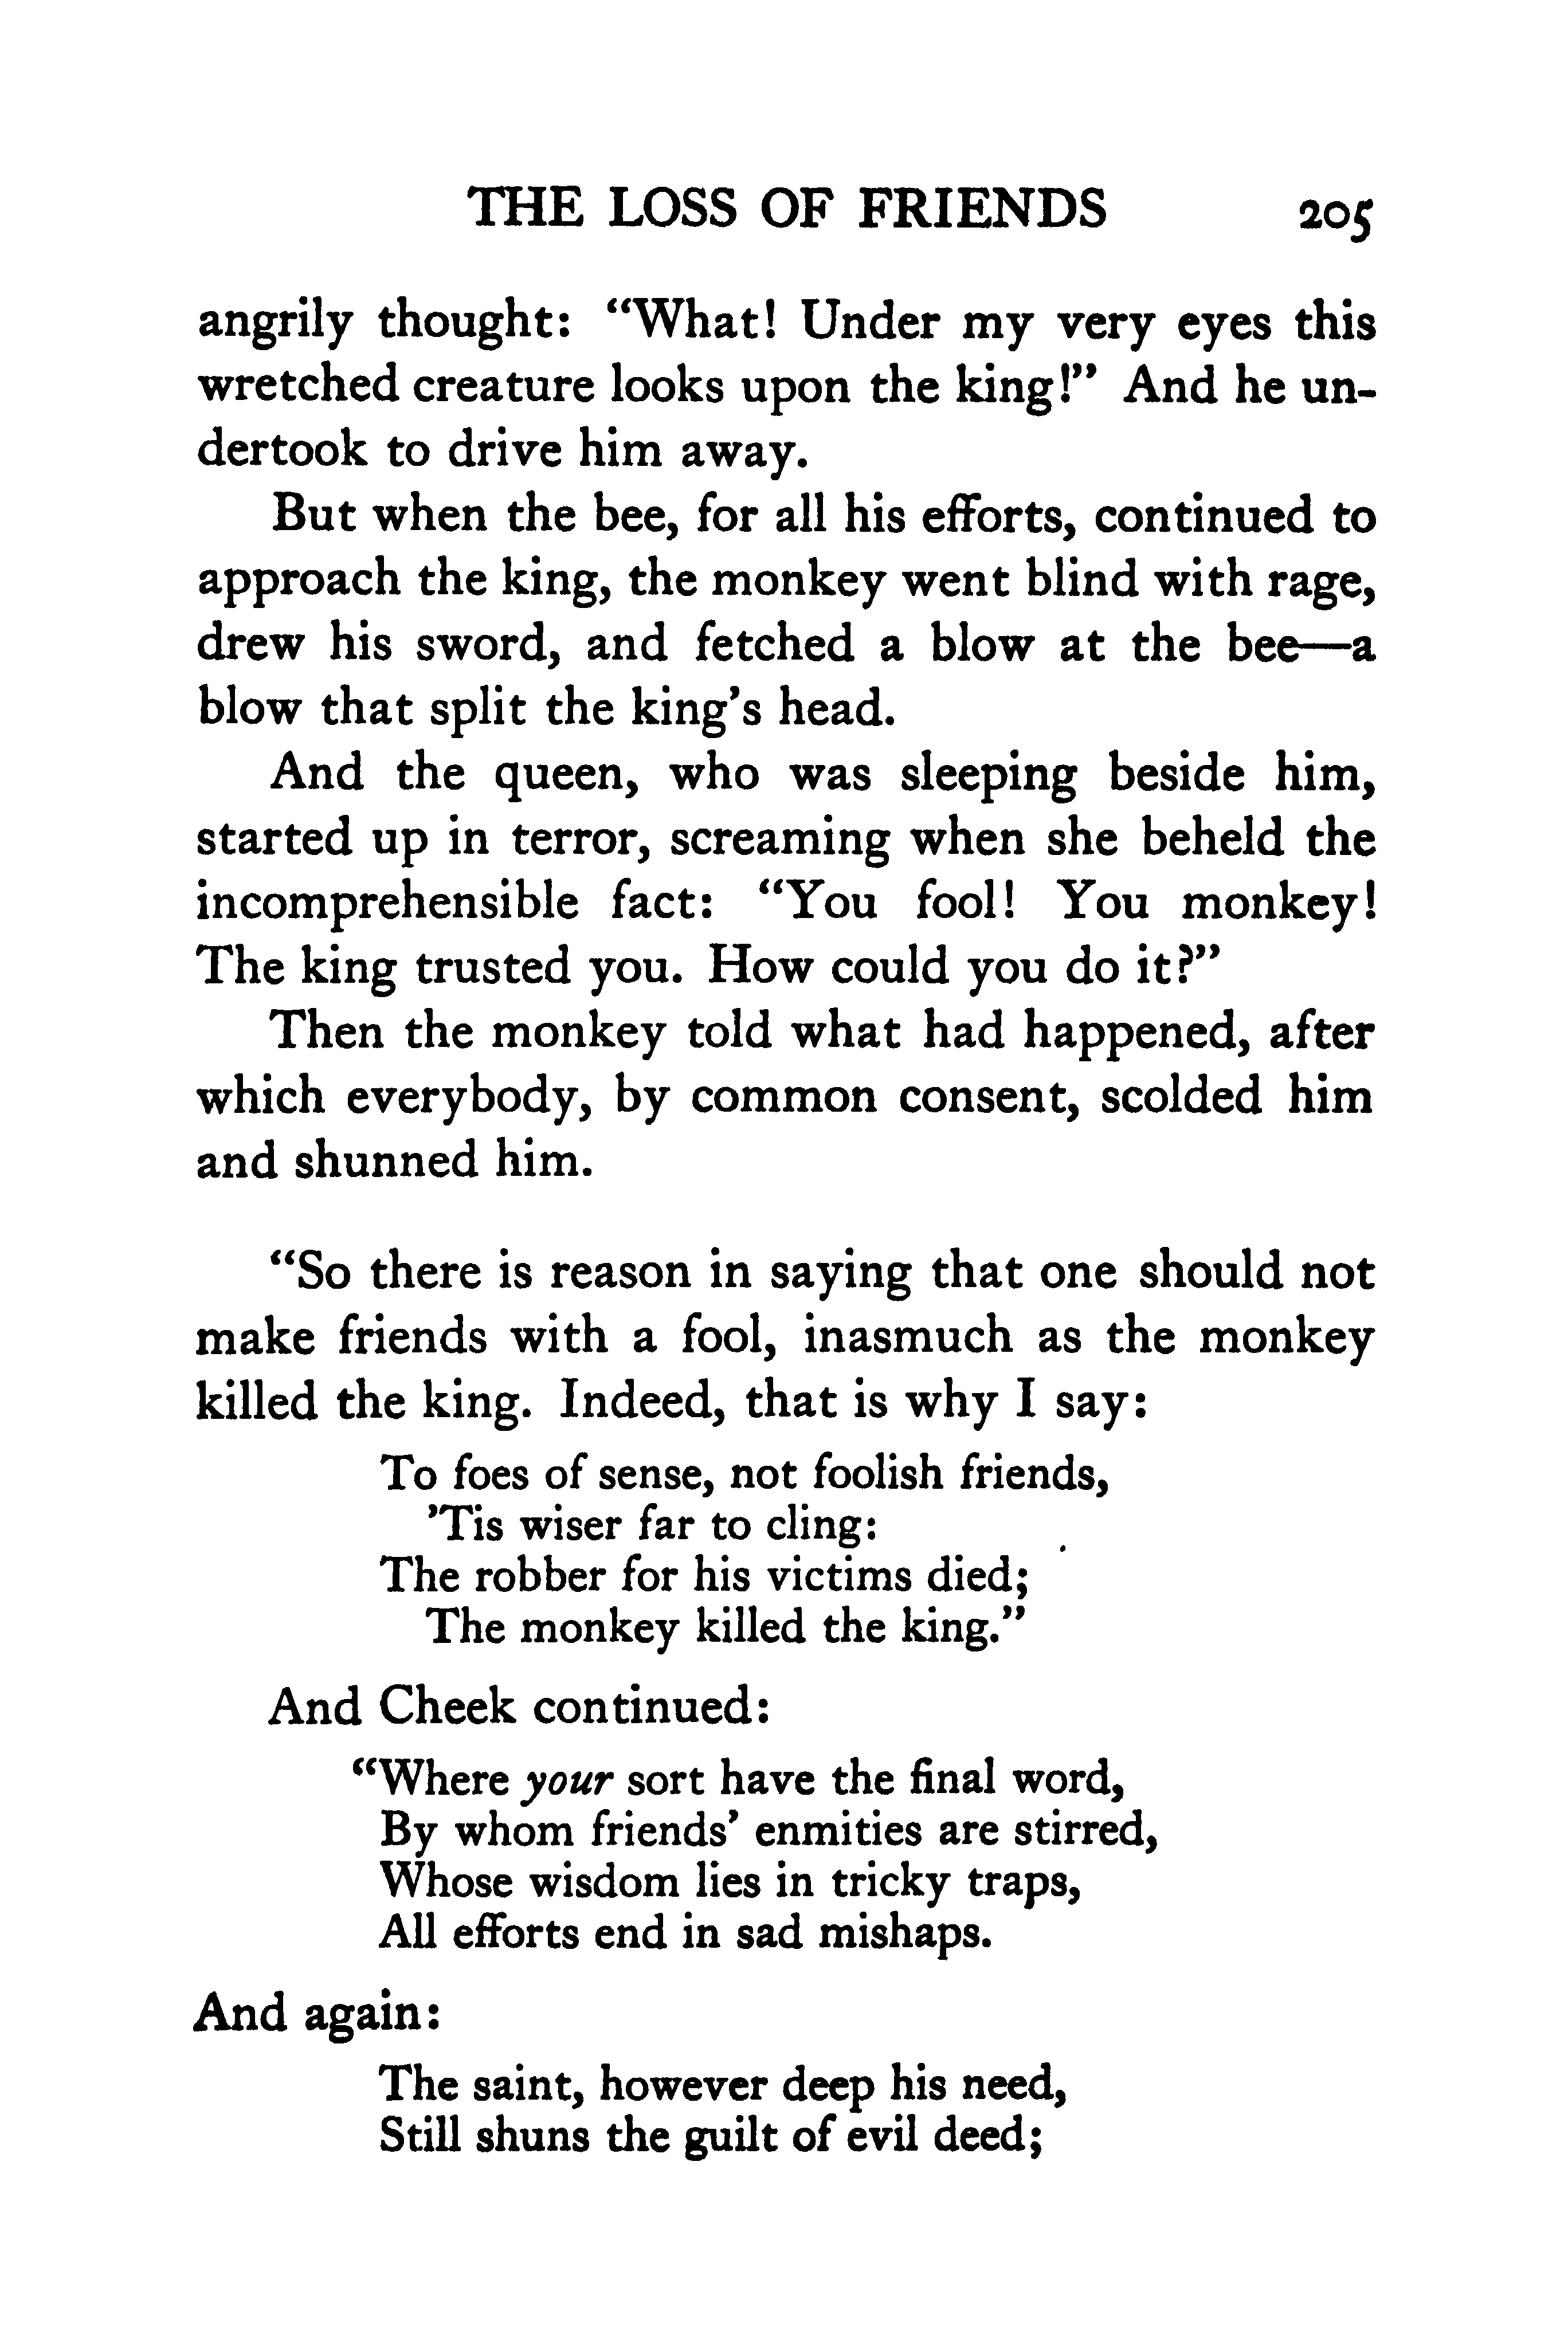 THE LOSS OF FRIENDS 205
angrily thought: “What! Under my very eyes this
wretched creature looks upon the king!” And he un-
dertook to drive him away.
But when the bee, for all his efforts, continued to
approach the king, the monkey went blind with rage,
drew his sword, and fetched a blow at the bee—a
blow that split the king’s head.
And the queen, who was sleeping beside him,
started up in terror, screaming when she beheld the
incomprehensible fact: “You fool! You monkey!
The king trusted you. How could you do it?”
Then the monkey told what had happened, after
which everybody, by common consent, scolded him
and shunned him.
“So there is reason in saying that one should not
make friends with a fool, inasmuch as the monkey
killed the king. Indeed, that is why I say:
To foes of sense, not foolish friends,
’Tis wiser far to cling:
The robber for his victims died;
The monkey killed the king.”
And Cheek continued:
“Where your sort have the final word,
By whom friends’ enmities are stirred,
Whose wisdom lies in tricky traps,
All efforts end in sad mishaps.
And again:
The saint, however deep his need,
Still shuns the guilt of evil deed;